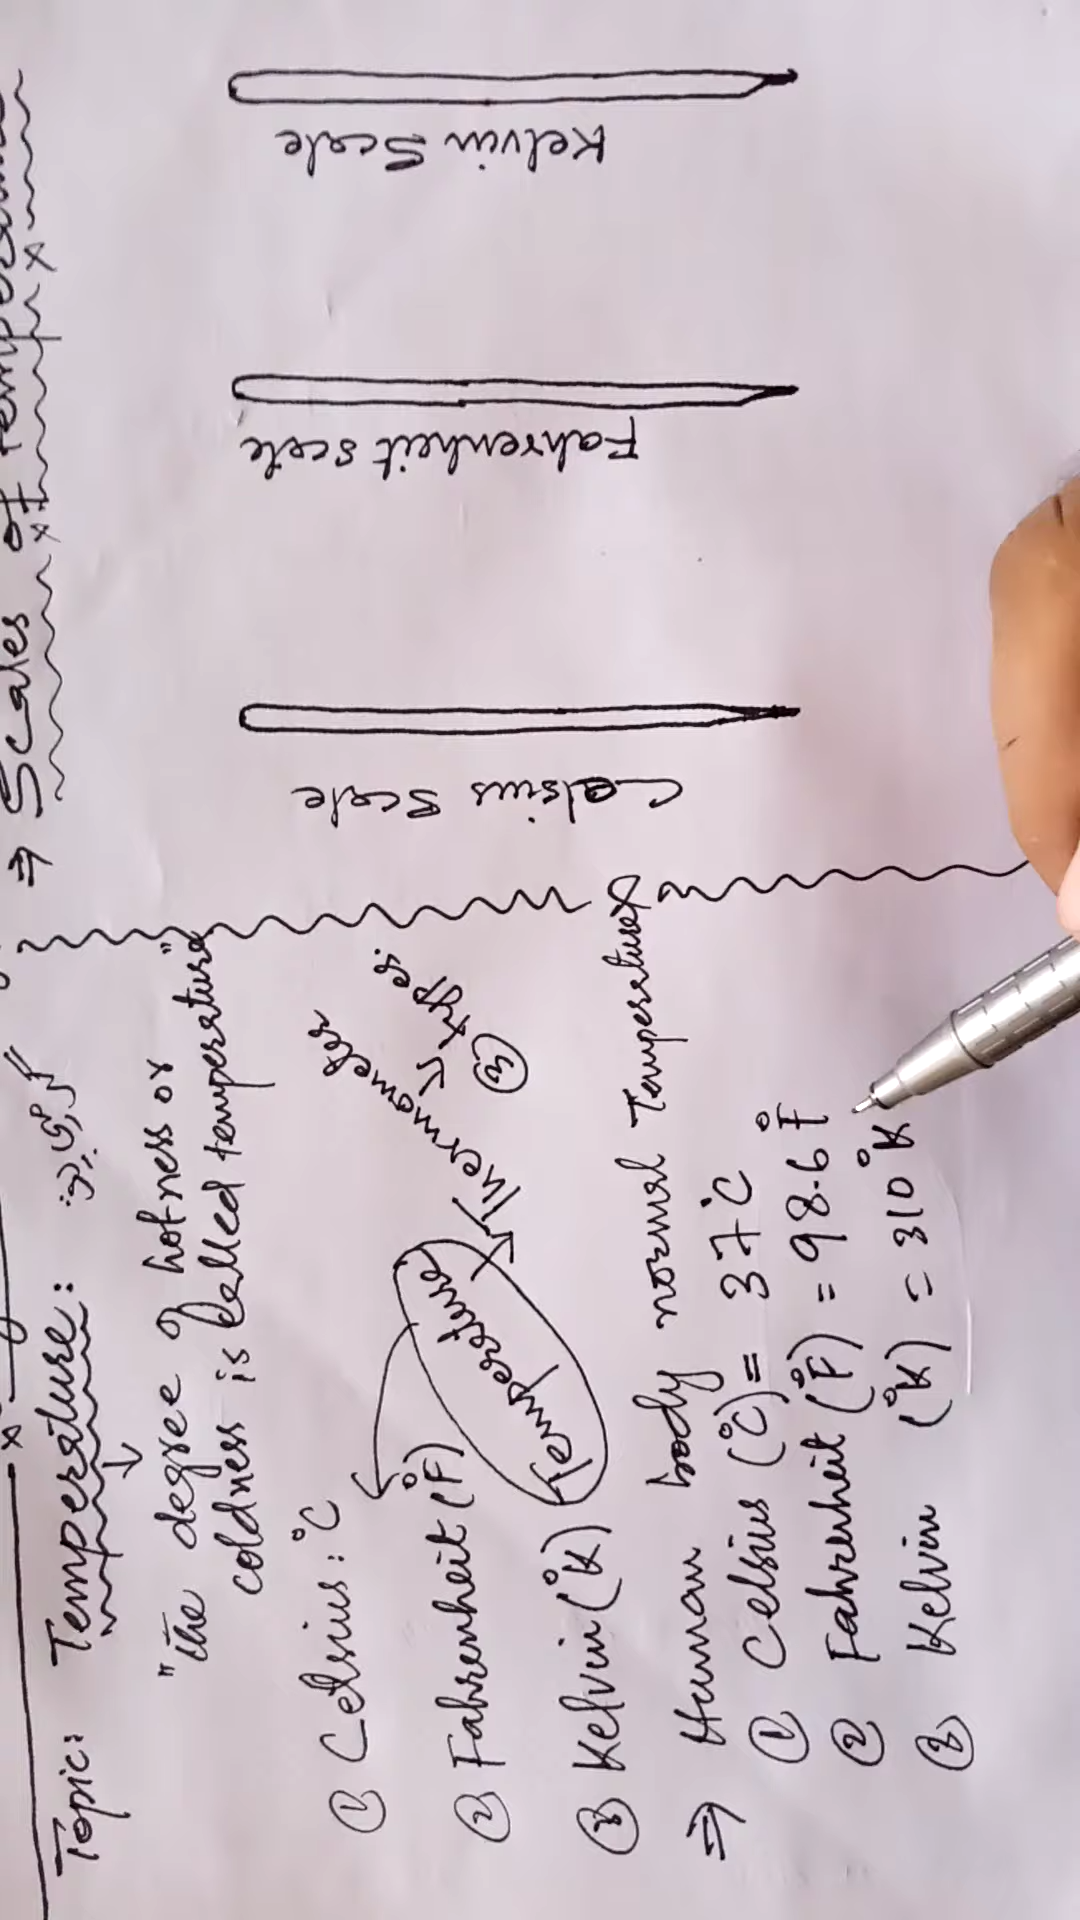 Topic: Temperature:
"The degree of hotness or
coldness is called temperature"
① Celsius: °C
② Fahrenheit (°F)
③ Kelvin (°K)
Temperature
Thermometer
③ types.
⇒ Human body normal Temperature
① Celsius (°C) = 37°C
② Fahrenheit (°F) = 98.6°F
③ Kelvin (°K) = 310°K
⇒ Scales of Temperature
Celsius Scale
Fahrenheit scale
Kelvin Scale